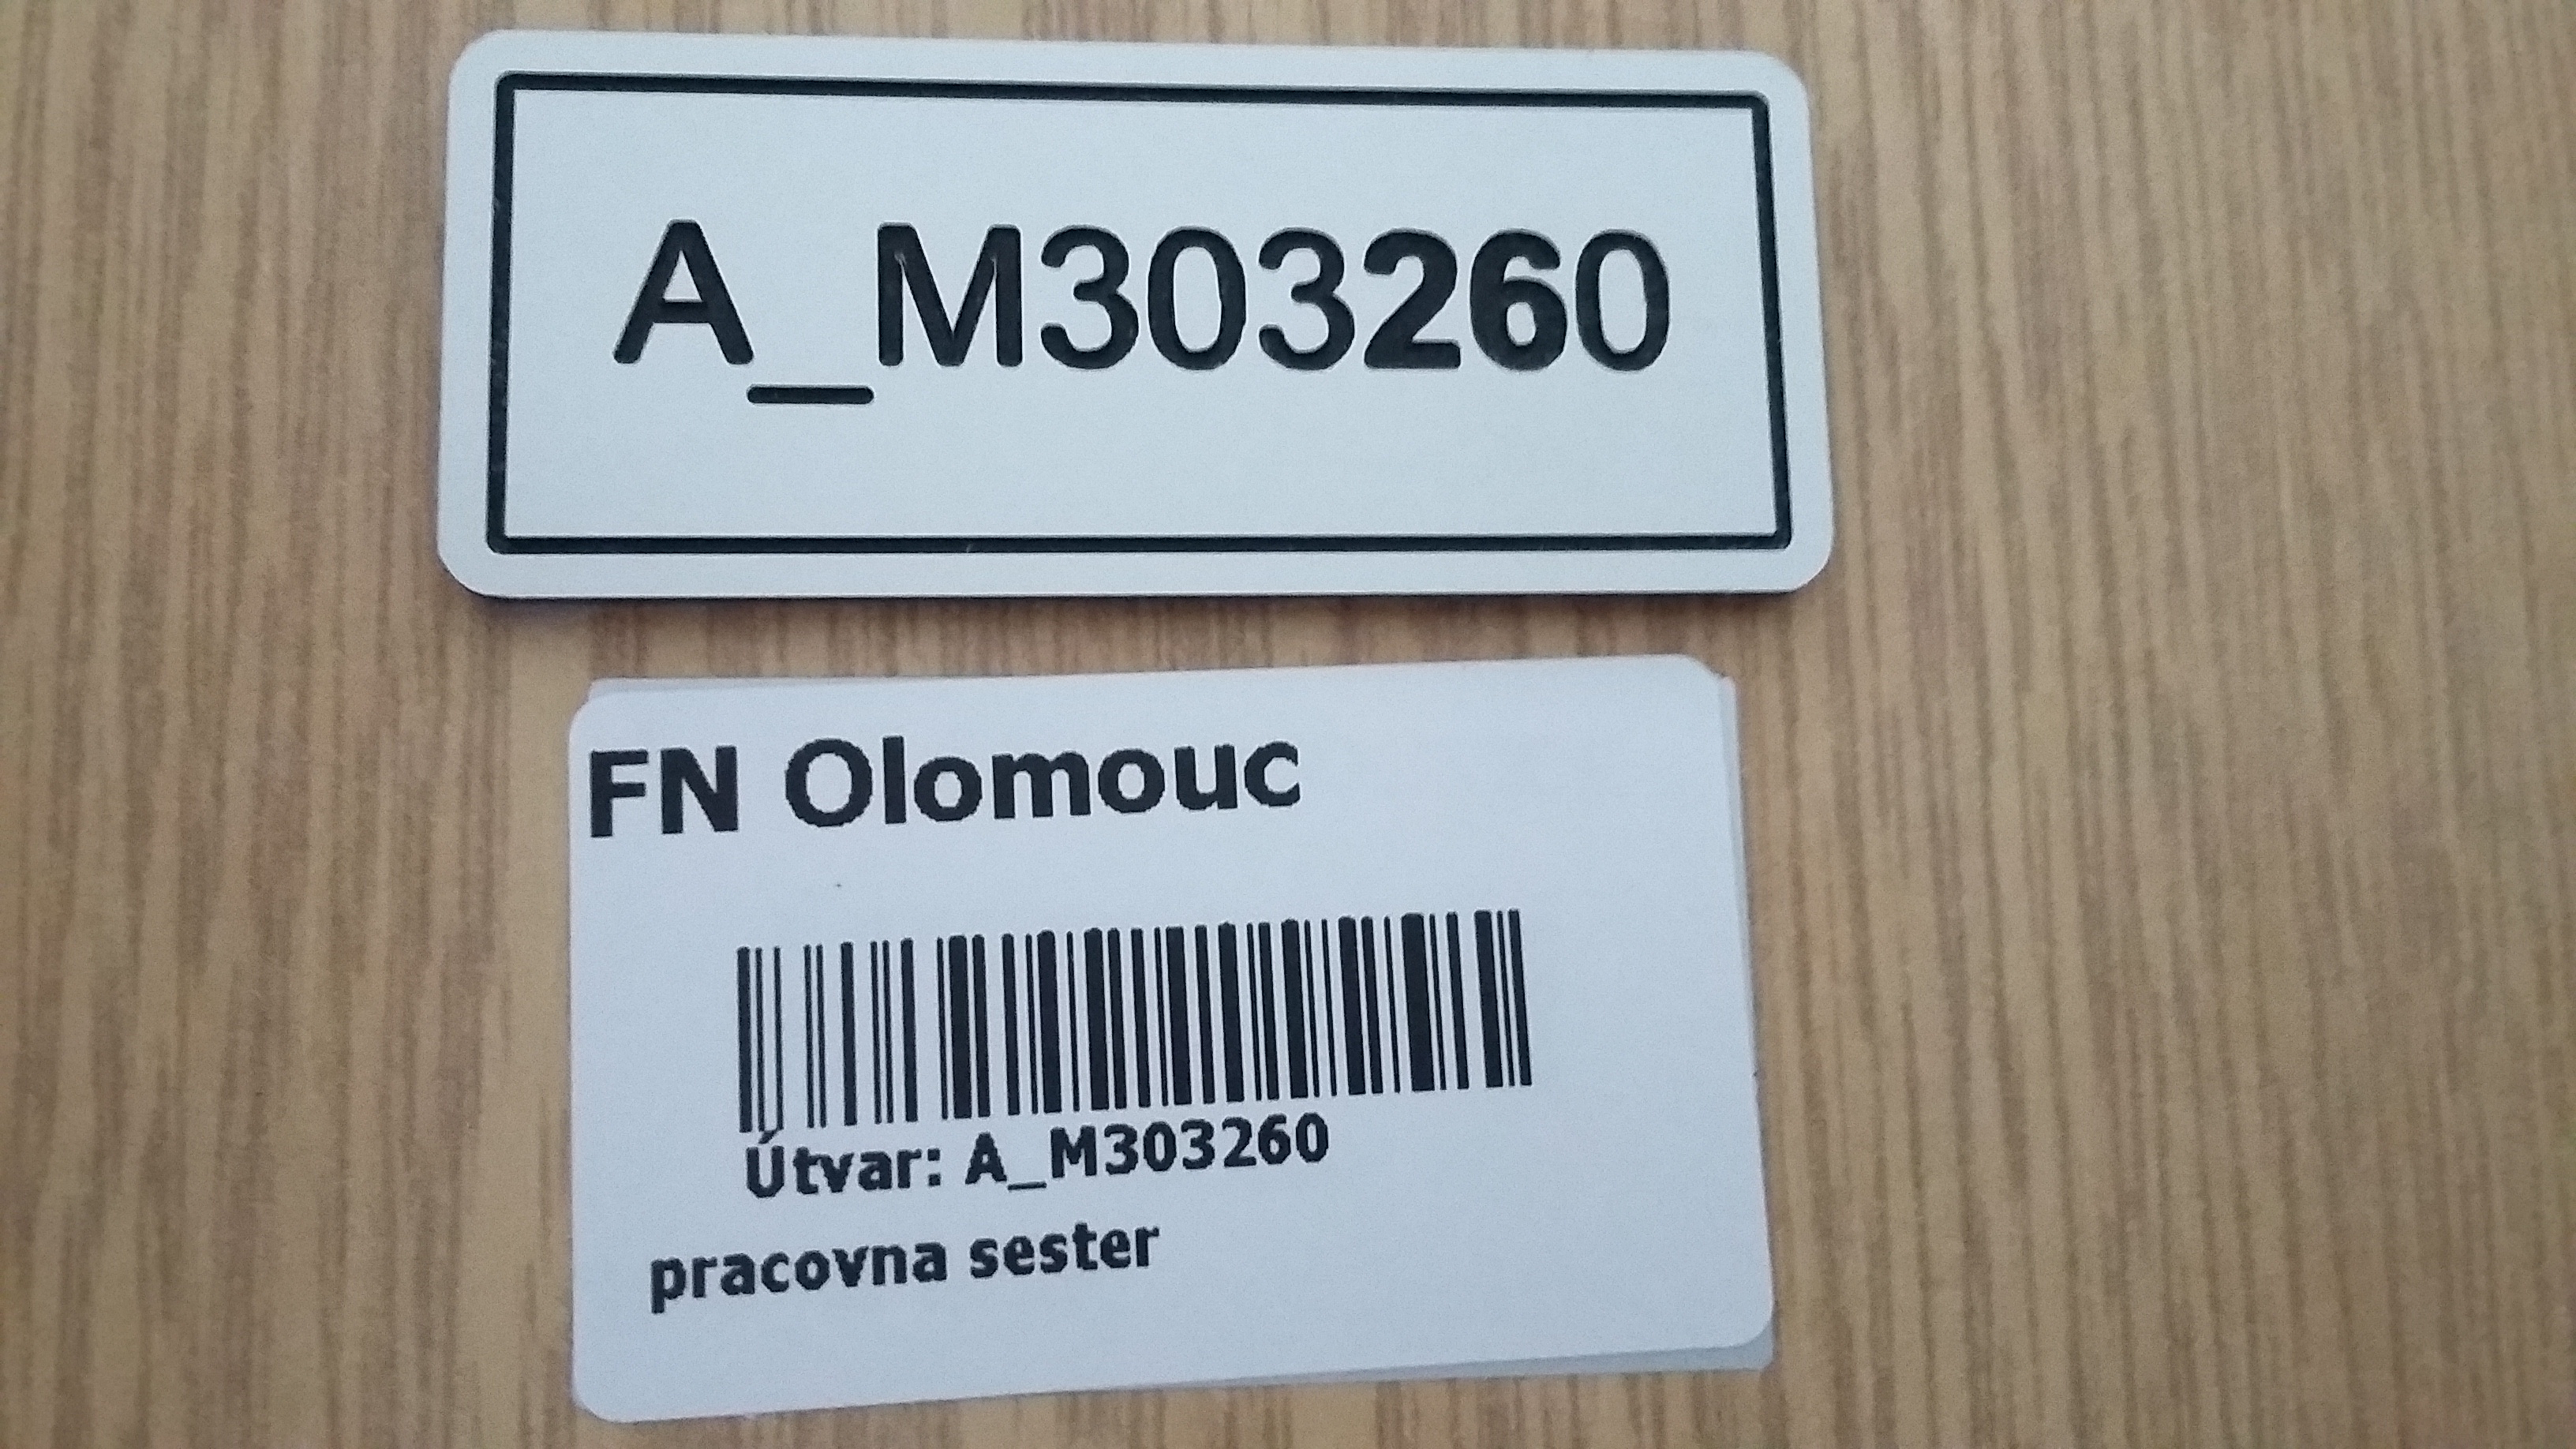 A_M303260
FN Olomouc
Útvar: A_M303260
pracovna sester